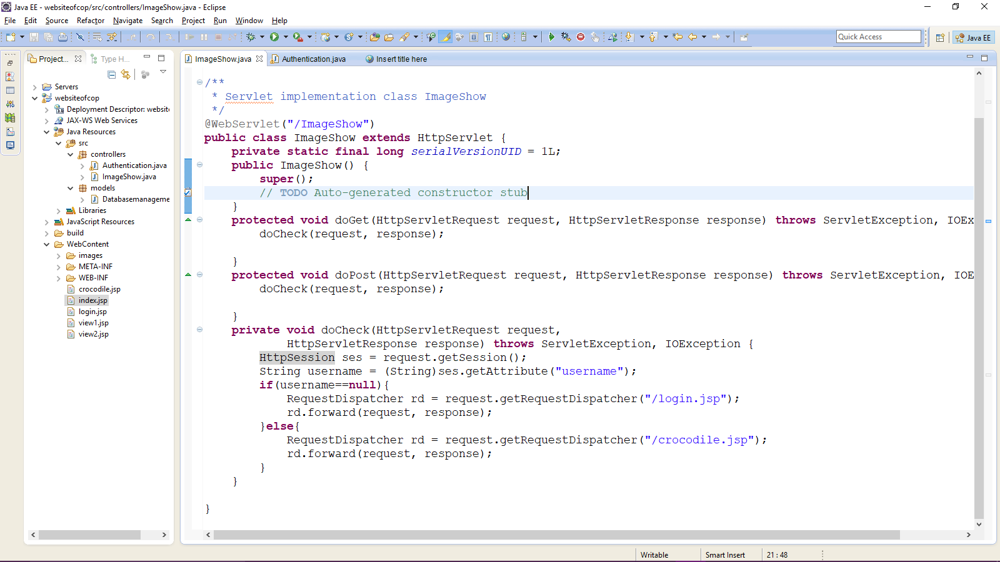 Java EE - websiteofcop/src/controllers/ImageShow.java - Eclipse
File Edit Source Refactor Navigate Search Project Run Window Help
Quick Access
Java EE
Project...
Type H...
Servers
websiteofcop
3.0 Deployment Descriptor: website
JAX-WS Web Services
Java Resources
src
controllers
Authentication.java
ImageShow.java
models
Databasemanageme
Libraries
JavaScript Resources
build
WebContent
images
META-INF
WEB-INF
crocodile.jsp
index.jsp
login.jsp
view1.jsp
view2.jsp
ImageShow.java Authentication.java Insert title here
/**
* Servlet implementation class ImageShow
*/
@WebServlet("/ImageShow")
public class ImageShow extends HttpServlet {
private static final long serialVersionUID = 1L;
public ImageShow() {
super();
// TODO Auto-generated constructor stub
}
protected void doGet(HttpServletRequest request, HttpServletResponse response) throws ServletException, IOEx
doCheck(request, response);
}
protected void doPost(HttpServletRequest request, HttpServletResponse response) throws ServletException, IOE
doCheck(request, response);
}
private void doCheck(HttpServletRequest request,
HttpServletResponse response) throws ServletException, IOException {
HttpSession ses = request.getSession();
String username = (String)ses.getAttribute("username");
if(username==null){
RequestDispatcher rd = request.getRequestDispatcher("/login.jsp");
rd.forward(request, response);
}else{
RequestDispatcher rd = request.getRequestDispatcher("/crocodile.jsp");
rd.forward(request, response);
}
}
}
Writable Smart Insert 21 : 48